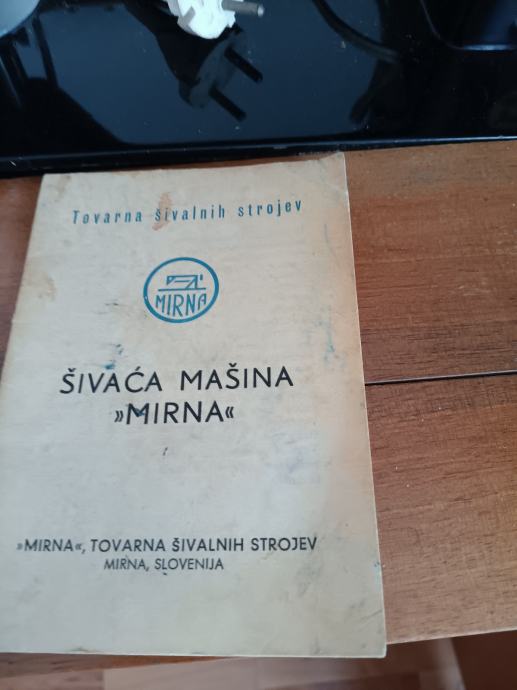 Tovarna šivalnih strojev
MIRNA
ŠIVAĆA MAŠINA
»MIRNA«
»MIRNA«, TOVARNA ŠIVALNIH STROJEV
MIRNA, SLOVENIJA